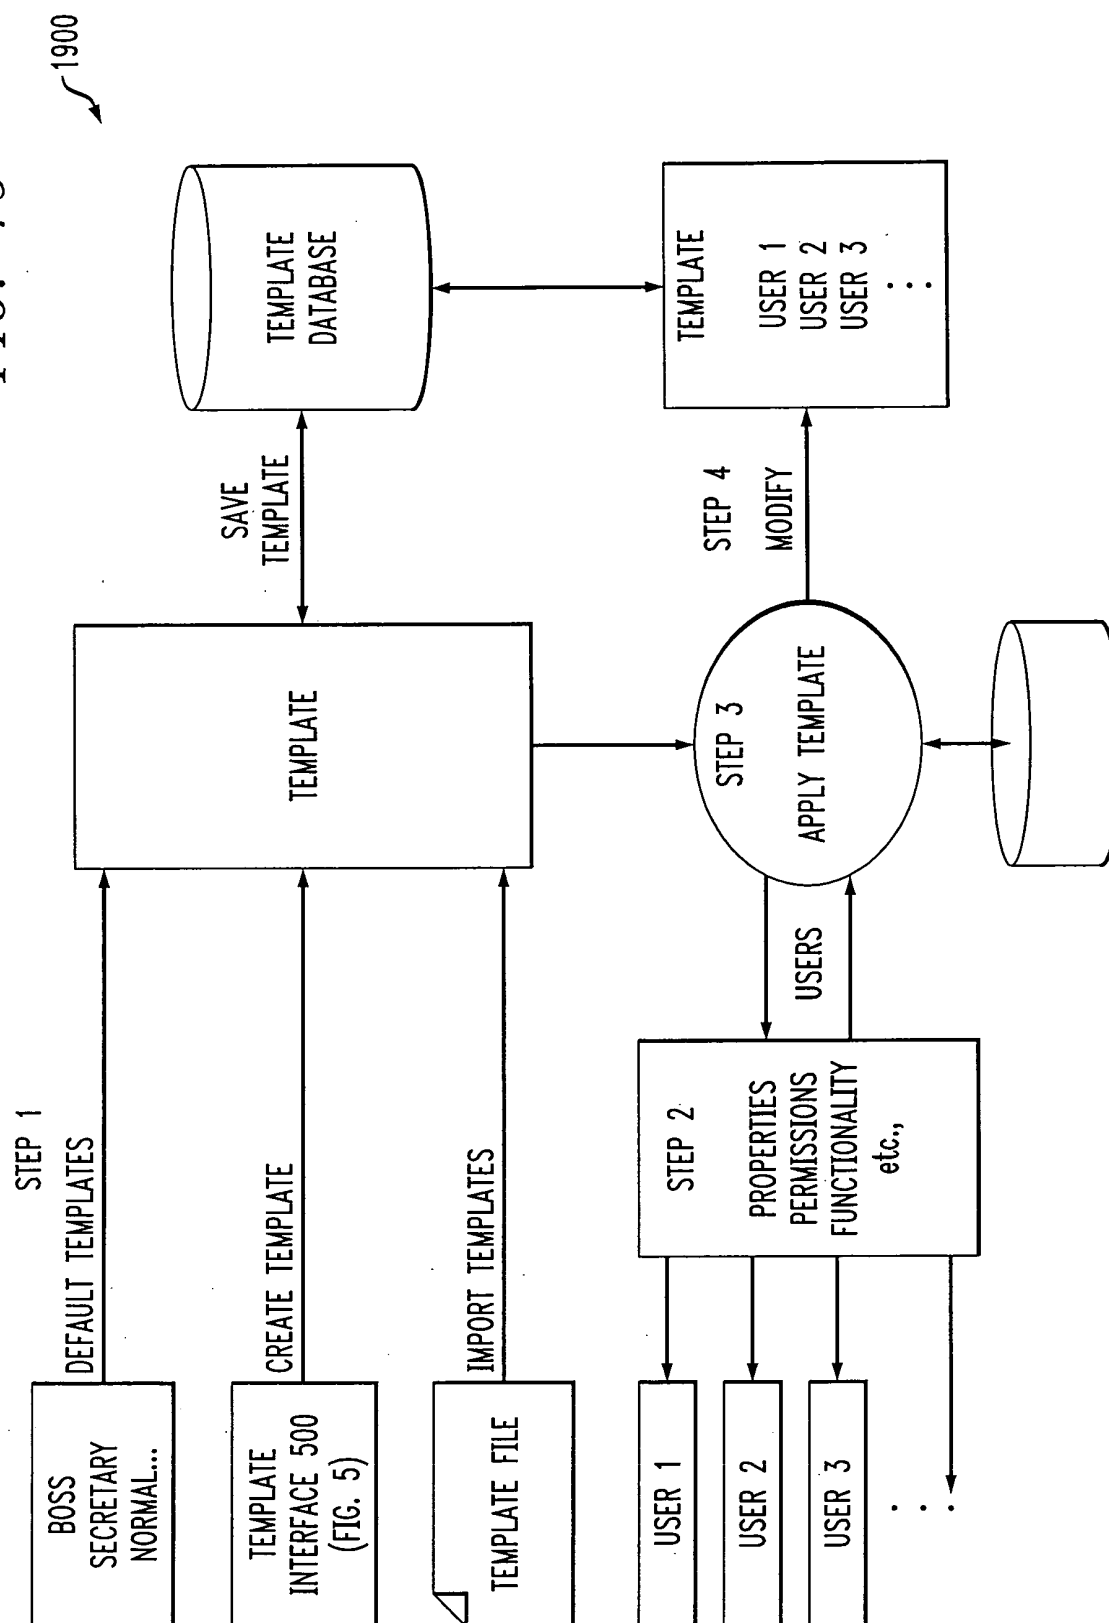 1900
STEP 1
BOSS
SECRETARY
NORMAL...
DEFAULT TEMPLATES
TEMPLATE
INTERFACE 500
(FIG. 5)
CREATE TEMPLATE
TEMPLATE FILE
IMPORT TEMPLATES
TEMPLATE
SAVE
TEMPLATE
TEMPLATE
DATABASE
USER 1
USER 2
USER 3
. . .
STEP 2
PROPERTIES
PERMISSIONS
FUNCTIONALITY
etc.,
USERS
STEP 3
APPLY TEMPLATE
STEP 4
MODIFY
TEMPLATE
USER 1
USER 2
USER 3
. . .